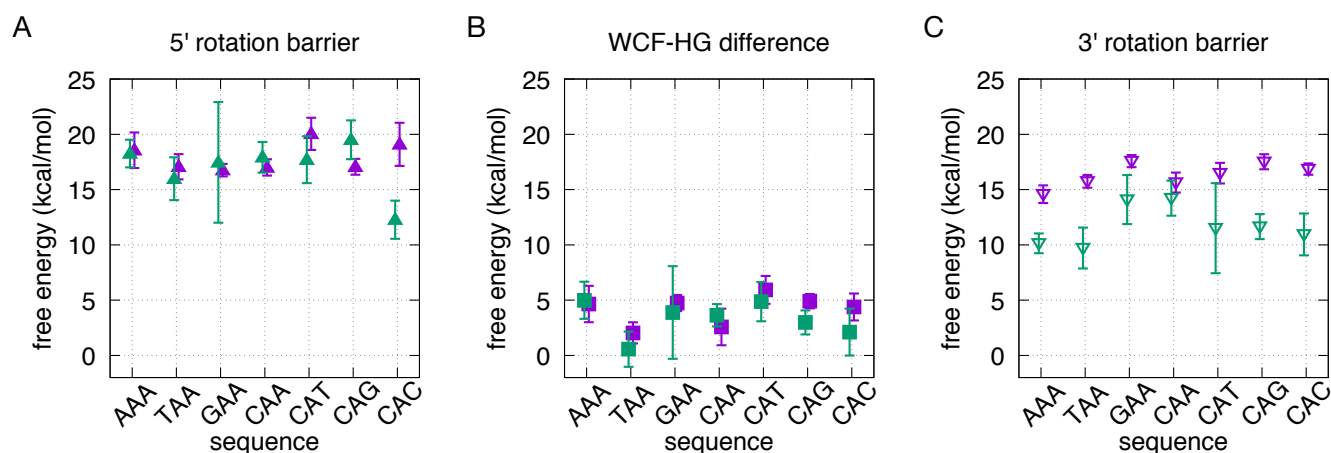 A
5' rotation barrier
free energy (kcal/mol)
25
20
15
10
5
0
AAA
TAA
GAA
CAA
CAT
CAG
CAC
sequence
B
WCF-HG difference
free energy (kcal/mol)
25
20
15
10
5
0
AAA
TAA
GAA
CAA
CAT
CAG
CAC
sequence
C
3' rotation barrier
free energy (kcal/mol)
25
20
15
10
5
0
AAA
TAA
GAA
CAA
CAT
CAG
CAC
sequence